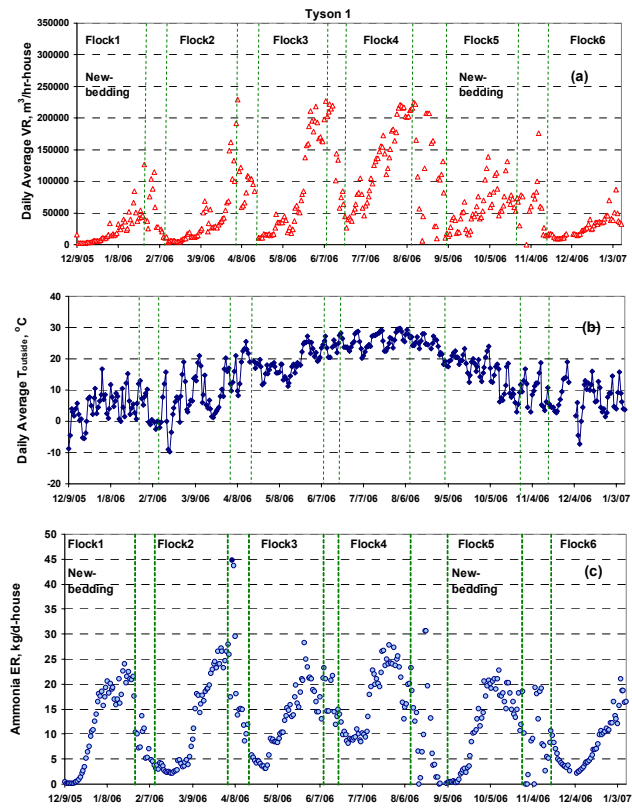 Tyson 1
350000
300000
250000
200000
150000
100000
50000
0
Daily Average VR, m³/hr-house
Flock1 Flock2 Flock3 Flock4 Flock5 Flock6
New-bedding New-bedding
(a)
12/9/05 1/8/06 2/7/06 3/9/06 4/8/06 5/8/06 6/7/06 7/7/06 8/6/06 9/5/06 10/5/06 11/4/06 12/4/06 1/3/07
40
30
20
10
0
-10
-20
Daily Average Toutside, °C
(b)
12/9/05 1/8/06 2/7/06 3/9/06 4/8/06 5/8/06 6/7/06 7/7/06 8/6/06 9/5/06 10/5/06 11/4/06 12/4/06 1/3/07
50
45
40
35
30
25
20
15
10
5
0
Ammonia ER, kg/d-house
Flock1 Flock2 Flock3 Flock4 Flock5 Flock6
New-bedding New-bedding
(c)
12/9/05 1/8/06 2/7/06 3/9/06 4/8/06 5/8/06 6/7/06 7/7/06 8/6/06 9/5/06 10/5/06 11/4/06 12/4/06 1/3/07